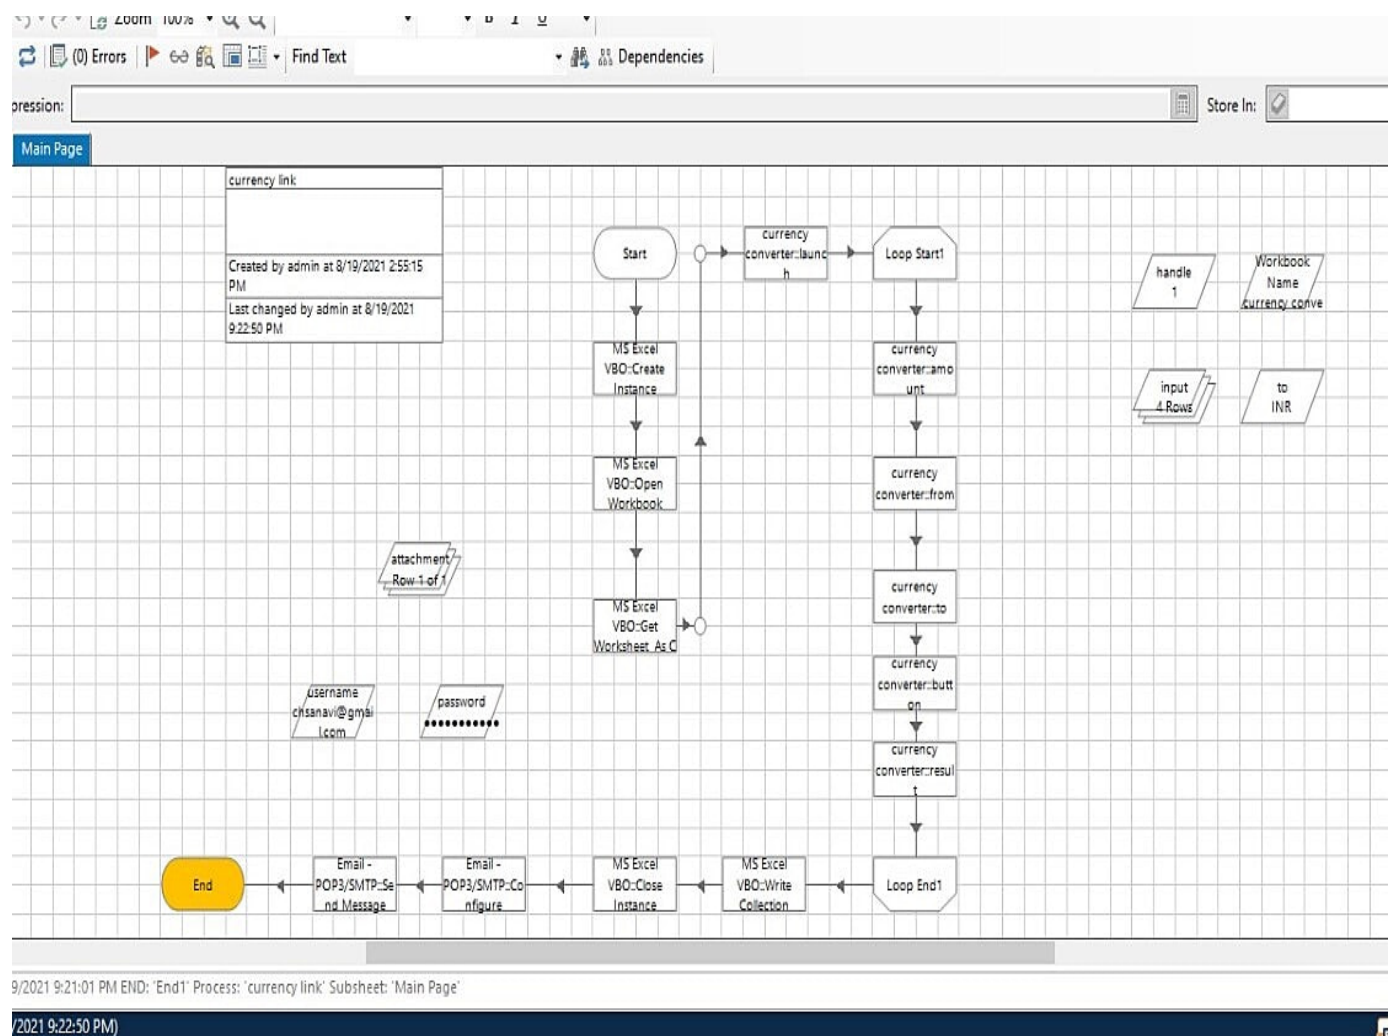 Zoom 100%
B I U
(0) Errors
Find Text
Dependencies
pression:
Store In:
Main Page
currency link
Created by admin at 8/19/2021 2:55:15
PM
Last changed by admin at 8/19/2021
9:22:50 PM
Start
MS Excel
VBO::Create
Instance
MS Excel
VBO::Open
Workbook
MS Excel
VBO::Get
Worksheet As C
currency
converter::launc
h
Loop Start1
currency
converter::amo
unt
currency
converter::from
currency
converter::to
currency
converter::butt
on
currency
converter::resul
t
Loop End1
MS Excel
VBO::Write
Collection
MS Excel
VBO::Close
Instance
Email -
POP3/SMTP::Co
nfigure
Email -
POP3/SMTP::Se
nd Message
End
handle
1
Workbook
Name
currency conve
input
4 Rows
to
INR
attachment
Row 1 of 1
username
chsanavi@gmai
l.com
password
●●●●●●●●●●●
9/2021 9:21:01 PM END: 'End1' Process: 'currency link' Subsheet: 'Main Page'
/2021 9:22:50 PM)